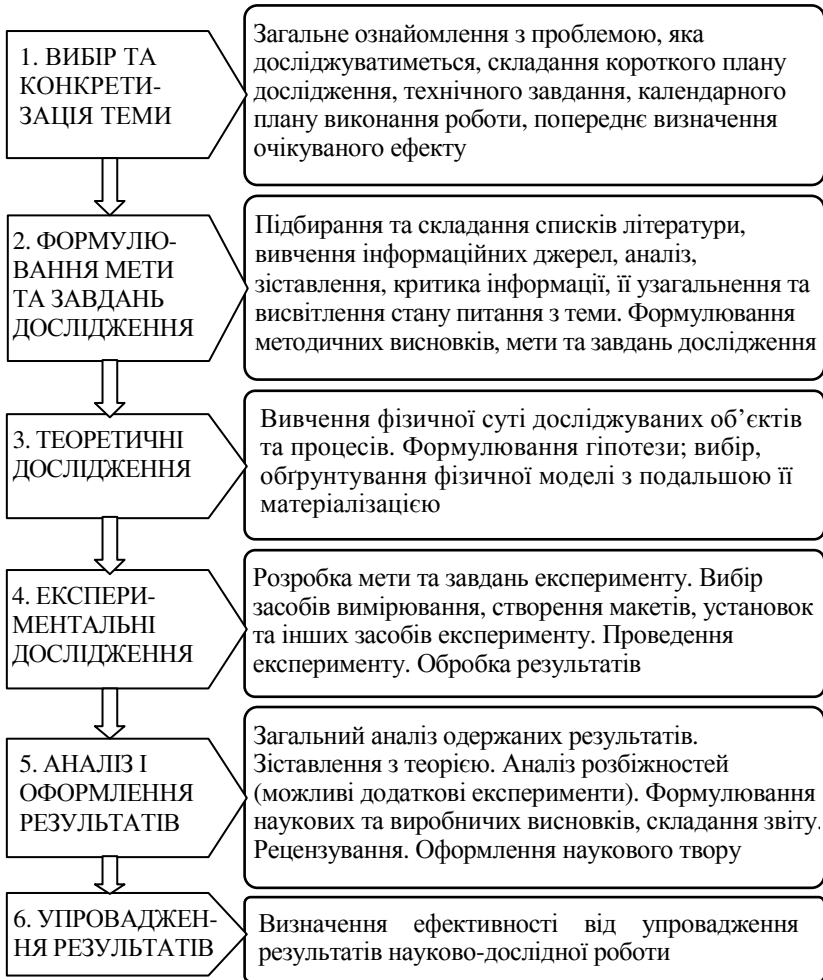 1. ВИБІР ТА
КОНКРЕТИ-
ЗАЦІЯ ТЕМИ
Загальне ознайомлення з проблемою, яка
досліджуватиметься, складання короткого плану
дослідження, технічного завдання, календарного
плану виконання роботи, попереднє визначення
очікуваного ефекту
2. ФОРМУЛЮ-
ВАННЯ МЕТИ
ТА ЗАВДАНЬ
ДОСЛІДЖЕННЯ
Підбирання та складання списків літератури,
вивчення інформаційних джерел, аналіз,
зіставлення, критика інформації, її узагальнення та
висвітлення стану питання з теми. Формулювання
методичних висновків, мети та завдань дослідження
3. ТЕОРЕТИЧНІ
ДОСЛІДЖЕННЯ
Вивчення фізичної суті досліджуваних об’єктів
та процесів. Формулювання гіпотези; вибір,
обґрунтування фізичної моделі з подальшою її
матеріалізацією
4. ЕКСПЕРИ-
МЕНТАЛЬНІ
ДОСЛІДЖЕННЯ
Розробка мети та завдань експерименту. Вибір
засобів вимірювання, створення макетів, установок
та інших засобів експерименту. Проведення
експерименту. Обробка результатів
5. АНАЛІЗ І
ОФОРМЛЕННЯ
РЕЗУЛЬТАТІВ
Загальний аналіз одержаних результатів.
Зіставлення з теорією. Аналіз розбіжностей
(можливі додаткові експерименти). Формулювання
наукових та виробничих висновків, складання звіту.
Рецензування. Оформлення наукового твору
6. УПРОВАДЖЕН-
НЯ РЕЗУЛЬТАТІВ
Визначення ефективності від упровадження
результатів науково-дослідної роботи